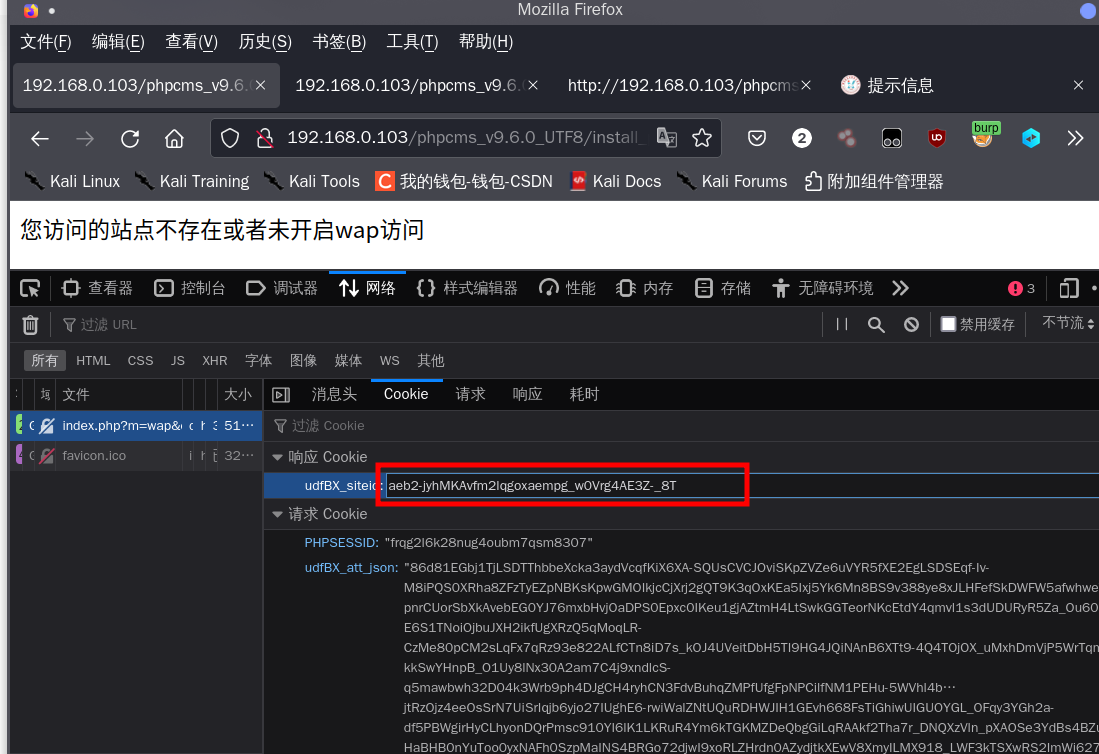 Mozilla Firefox
文件(F) 编辑(E) 查看(V) 历史(S) 书签(B) 工具(T) 帮助(H)
192.168.0.103/phpcms_v9.6. 192.168.0.103/phpcms_v9.6. http://192.168.0.103/phpcms 提示信息
192.168.0.103/phpcms_v9.6.0_UTF8/install_ 2 burp
Kali Linux Kali Training Kali Tools C 我的钱包-钱包-CSDN Kali Docs Kali Forums 附加组件管理器
您访问的站点不存在或者未开启wap访问
查看器 控制台 调试器 网络 样式编辑器 性能 内存 存储 无障碍环境 3
过滤 URL 禁用缓存 不节流
所有 HTML CSS JS XHR 字体 图像 媒体 WS 其他
文件 大小 消息头 Cookie 请求 响应 耗时
index.php?m=wap& 51… 过滤 Cookie
favicon.ico 32…
响应 Cookie
udfBX_siteid: aeb2-jyhMKAvfm2lqgoxaempg_w0Vrg4AE3Z-_8T
请求 Cookie
PHPSESSID: "frqg2l6k28nug4oubm7qsm8307"
udfBX_att_json: "86d81EGbj1TjLSDTThbbeXcka3aydVcqfKiX6XA-SQUsCVCJOviSKpZVZe6uVYR5fXE2EgLSDSEqf-Iv-
M8iPQS0XRha8ZFzTyEZpNBKsKpwGMOIkjcCjXrj2gQT9K3qOxKEa5Ixj5Yk6Mn8BS9v388ye8xJLHFefSkDWFW5afwhwe
pnrCUorSbXkAvebEG0YJ76mxbHvjOaDPS0Epxc0IKeu1gjAZtmH4LtSwkGGTeorNKcEtdY4qmvl1s3dUDURyR5Za_Ou60
E6S1TNoiOjbuJXH2ikfUgXRzQ5qMoqLR-
CzMe80pCM2sLqFx7qRz93e822ALfCTn8iD7s_kOJ4UVeitDbH5TI9HG4JQiNAnB6XTt9-4Q4TOjOX_uMxhDmVjP5WrTqn
kkSwYHnpB_O1Uy8lNx30A2am7C4j9xndlcS-
q5mawbwh32D04k3Wrb9ph4DJgCH4ryhCN3FdvBuhqZMPfUfgFpNPCilfNM1PEHu-5WVhl4b…
jtRzOjz4eeOsSrN7UiSrIqjb6yjo27IUghE6-rwiWalZNtUQuRDHWJIH1GEvh668FsTiGhiwUIGUOYGL_OFqy3YGh2a-
df5PBWgirHyCLhyonDQrPmsc910YI6IK1LKRuR4Ym6kTGKMZDeQbgGiLqRAAkf2Tha7r_DNQXzVln_pXAOSe3YdBs4BZu
HaBHB0nYuToo0yxNAFh0SzpMaINS4BRGo72djwl9xoRLZHrdn0AZydjtkXEwV8XmyILMX918_LWF3kTSXwRS2ImWi627